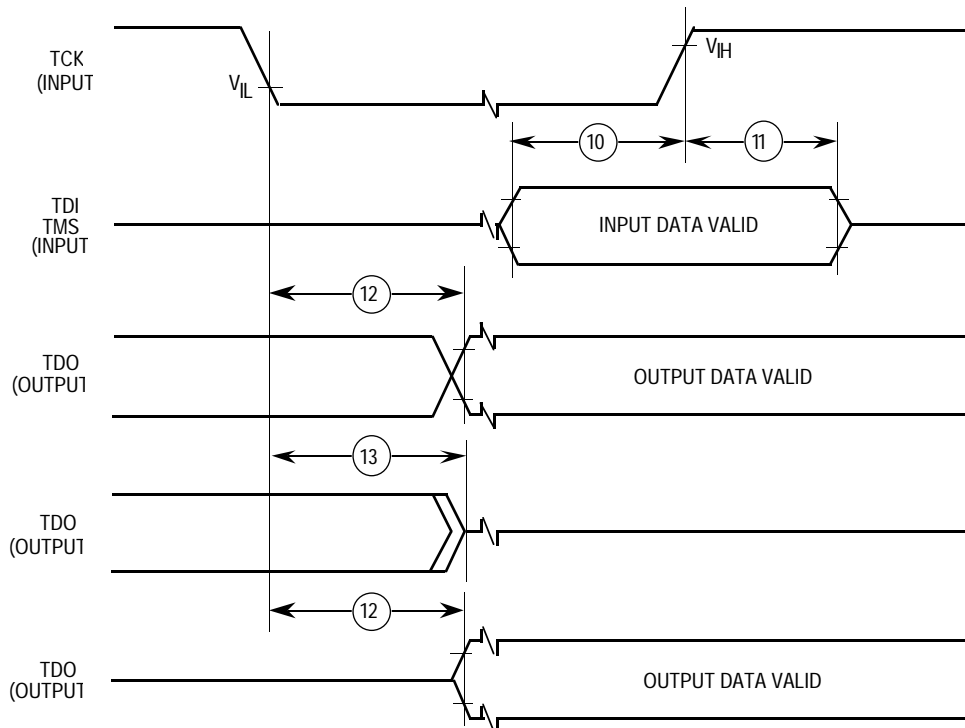 TCK
(INPUT
VIL
VIH
10
11
TDI
TMS
(INPUT
INPUT DATA VALID
12
TDO
(OUTPUT
OUTPUT DATA VALID
13
TDO
(OUTPUT
12
TDO
(OUTPUT
OUTPUT DATA VALID